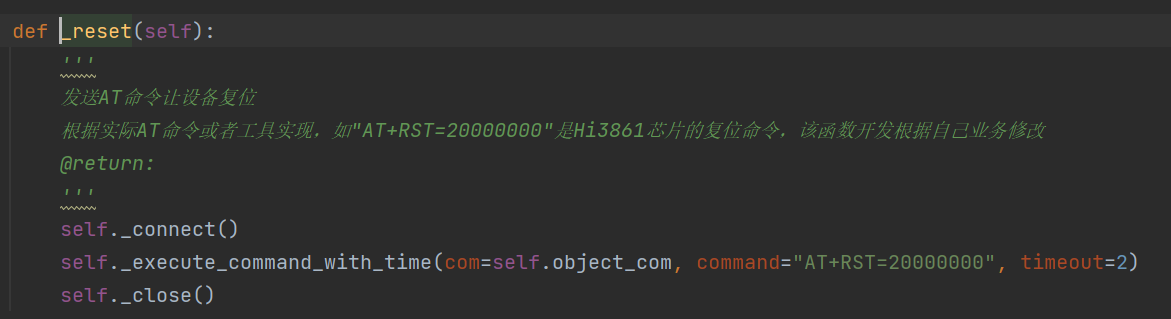 def _reset(self):
    '''
    发送AT命令让设备复位
    根据实际AT命令或者工具实现，如"AT+RST=20000000"是Hi3861芯片的复位命令，该函数开发根据自己业务修改
    @return:
    '''
    self._connect()
    self._execute_command_with_time(com=self.object_com, command="AT+RST=20000000", timeout=2)
    self._close()